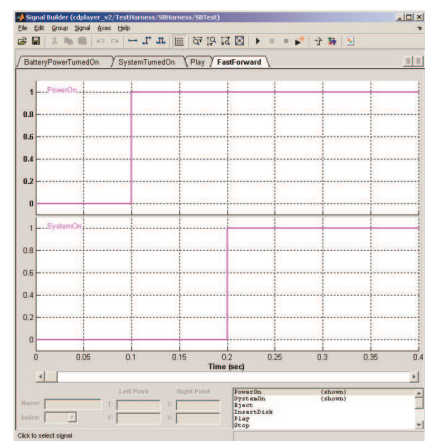 Signal Builder (cdplayer_v2/TestHarness/SBHarness/SBTest)
File Edit Group Signal Axes Help
BatteryPowerTurnedOn SystemTurnedOn Play FastForward
PowerOn
1
0.8
0.6
0.4
0.2
0
SystemOn
1
0.8
0.6
0.4
0.2
0
0 0.05 0.1 0.15 0.2 0.25 0.3 0.35 0.4
Time (sec)
Left Point Right Point
Name:
Index:
T: T:
Y: Y:
PowerOn (shown)
SystemOn (shown)
Eject
InsertDisk
Play
Stop
Click to select signal